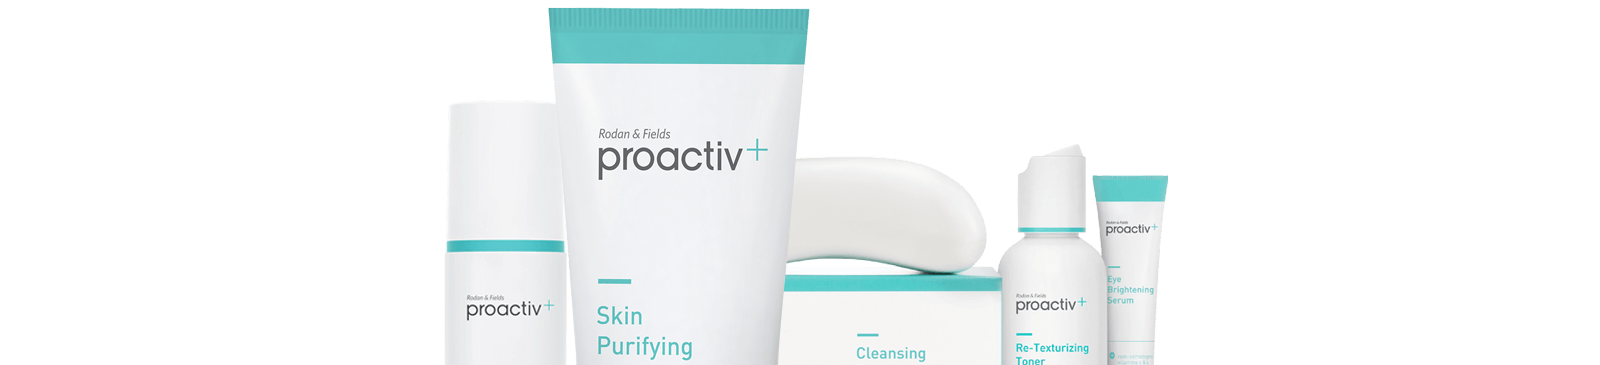 Rodan & Fields
proactiv+
Rodan & Fields
proactiv+
Skin
Purifying
Cleansing
Rodan & Fields
proactiv+
Re-Texturizing
Toner
Rodan & Fields
proactiv+
Eye
Brightening
Serum